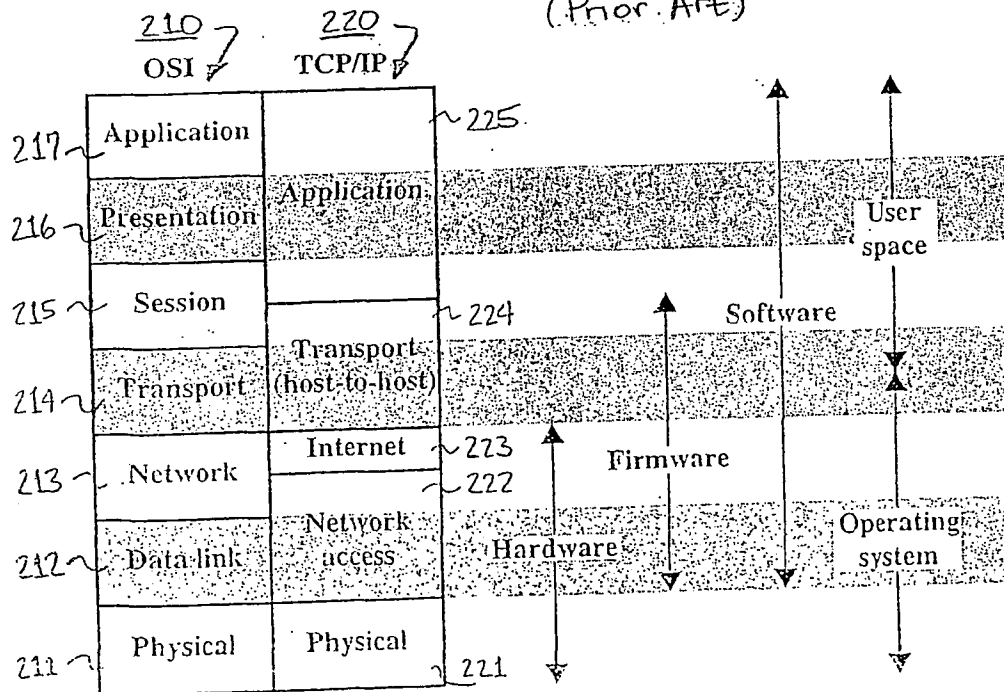 (Prior Art)
210 220
OSI TCP/IP
217 Application 225
216 Presentation Application User space
215 Session 224 Software
214 Transport Transport (host-to-host)
213 Network Internet 223 Firmware
222
212 Data link Network access Hardware Operating system
211 Physical Physical 221